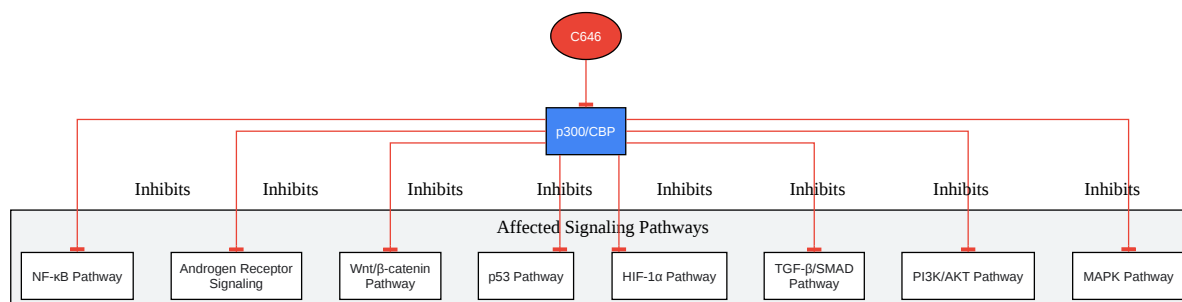 C646
p300/CBP
Inhibits
Inhibits
Inhibits
Inhibits
Inhibits
Inhibits
Inhibits
Inhibits
Affected Signaling Pathways
NF-κB Pathway
Androgen Receptor
Signaling
Wnt/β-catenin
Pathway
p53 Pathway
HIF-1α Pathway
TGF-β/SMAD
Pathway
PI3K/AKT Pathway
MAPK Pathway